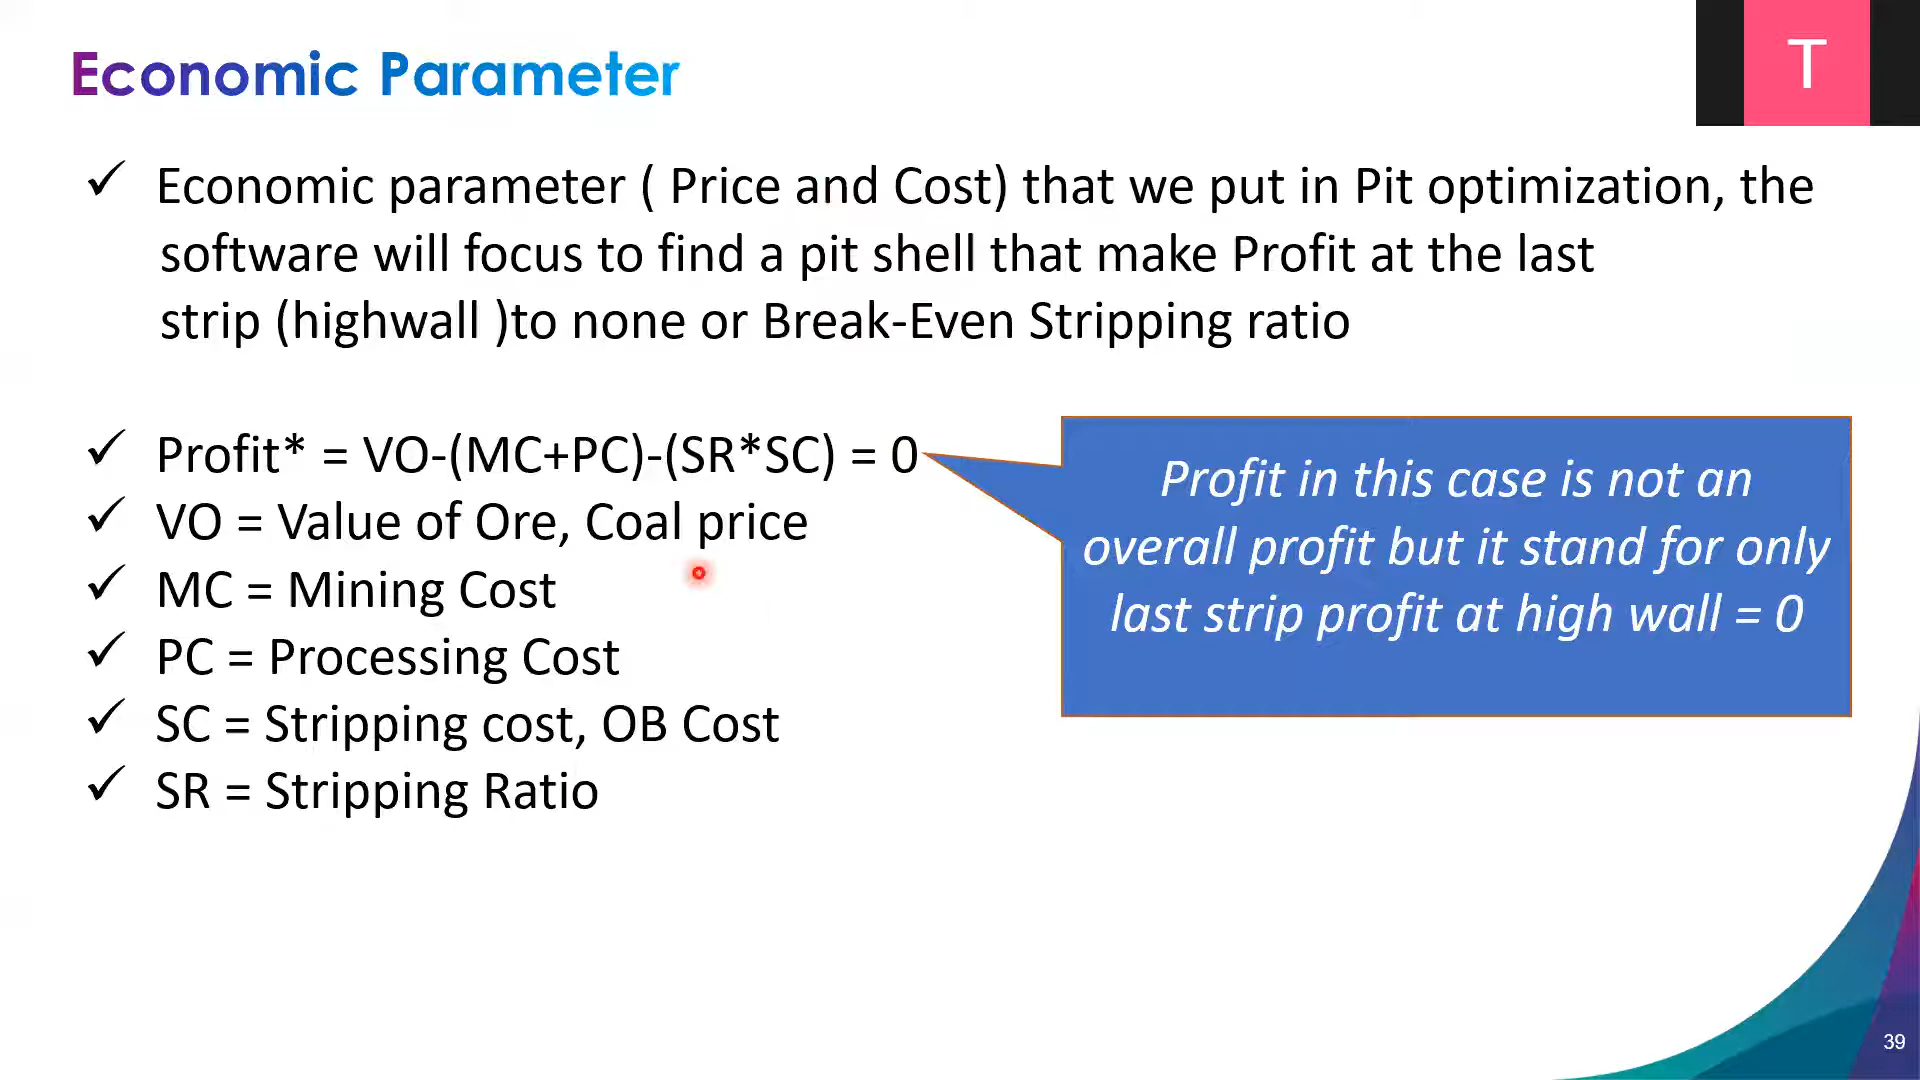 Economic Parameter
T
✓ Economic parameter ( Price and Cost) that we put in Pit optimization, the
software will focus to find a pit shell that make Profit at the last
strip (highwall )to none or Break-Even Stripping ratio
✓ Profit* = VO-(MC+PC)-(SR*SC) = 0
✓ VO = Value of Ore, Coal price
✓ MC = Mining Cost
✓ PC = Processing Cost
✓ SC = Stripping cost, OB Cost
✓ SR = Stripping Ratio
Profit in this case is not an
overall profit but it stand for only
last strip profit at high wall = 0
39